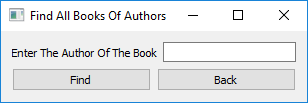 Find All Books Of Authors
Enter The Author Of The Book
Find Back